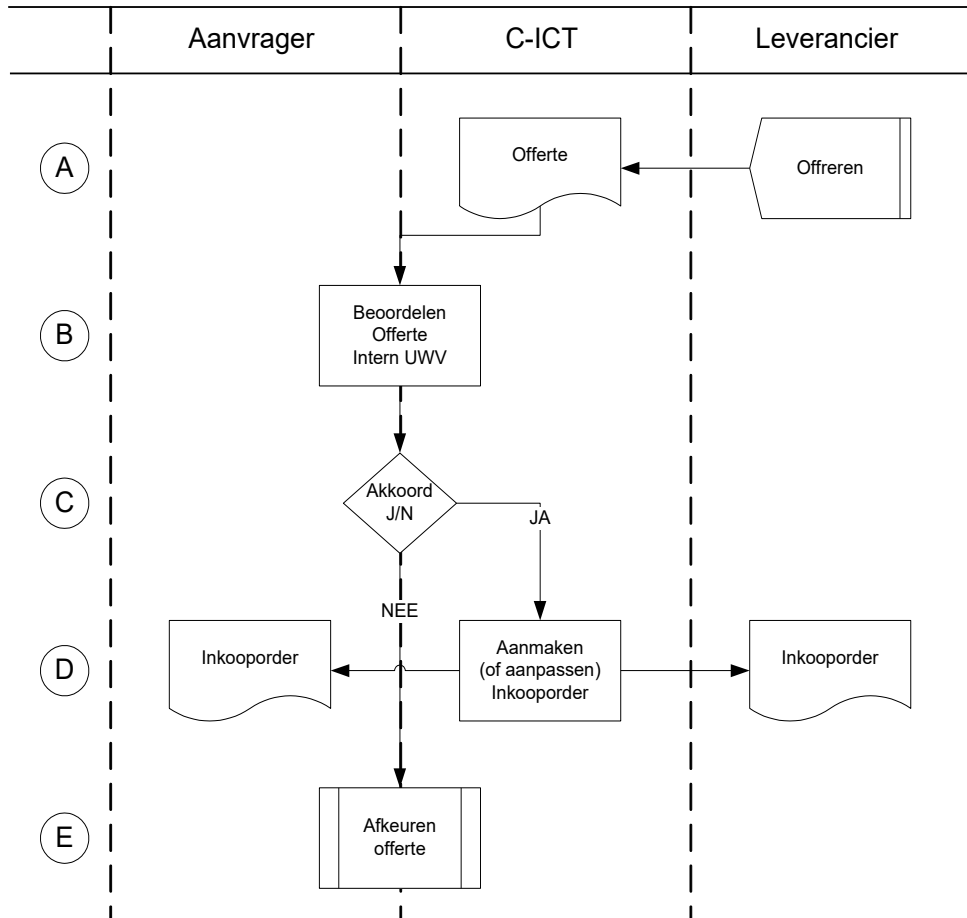 Aanvrager
C-ICT
Leverancier
A
Offerte
Offreren
B
Beoordelen
Offerte
Intern UWV
C
Akkoord
J/N
JA
NEE
D
Inkooporder
Aanmaken
(of aanpassen)
Inkooporder
Inkooporder
E
Afkeuren
offerte